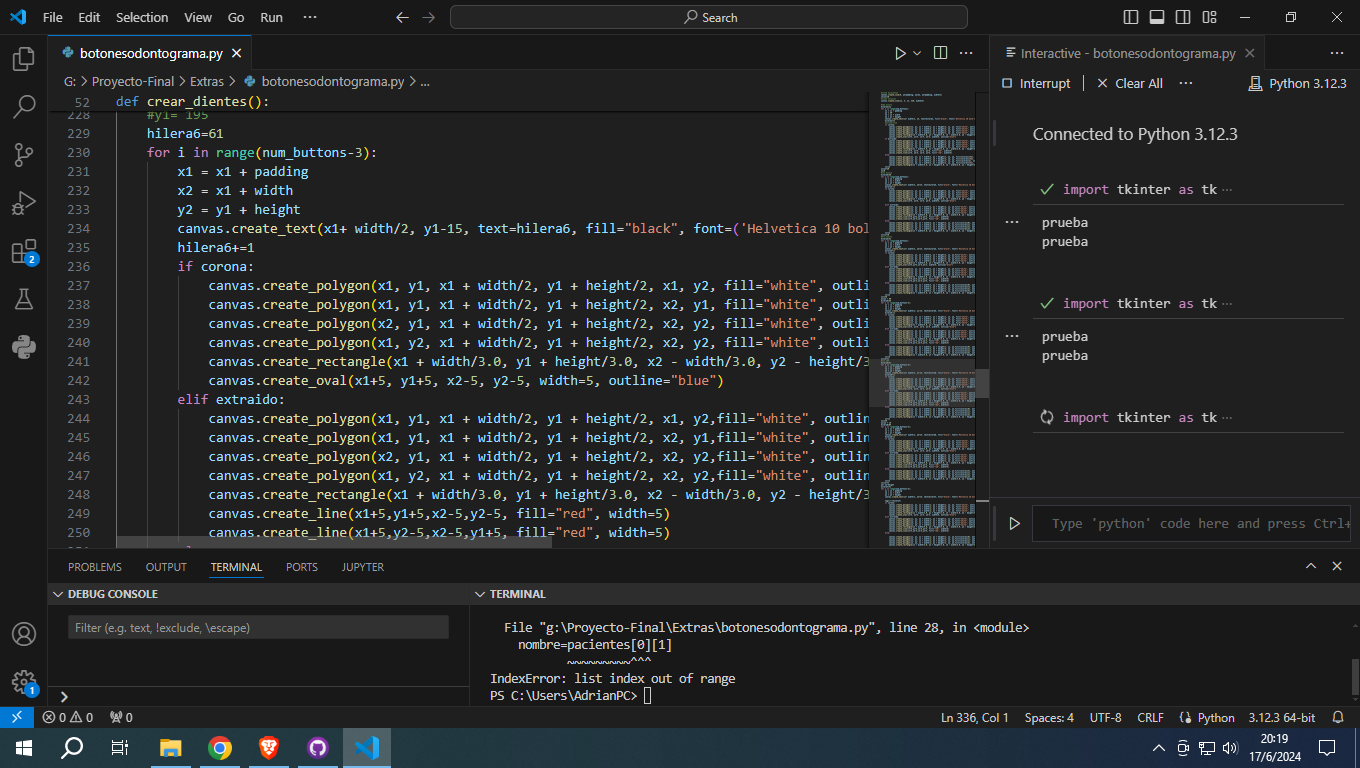 File Edit Selection View Go Run ··· Search
botonesodontograma.py
G: > Proyecto-Final > Extras > botonesodontograma.py > ...
52 def crear_dientes():
228 #y1= 195
229 hilera6=61
230 for i in range(num_buttons-3):
231 x1 = x1 + padding
232 x2 = x1 + width
233 y2 = y1 + height
234 canvas.create_text(x1+ width/2, y1-15, text=hilera6, fill="black", font=('Helvetica 10 bol
235 hilera6+=1
236 if corona:
237 canvas.create_polygon(x1, y1, x1 + width/2, y1 + height/2, x1, y2, fill="white", outli
238 canvas.create_polygon(x1, y1, x1 + width/2, y1 + height/2, x2, y1, fill="white", outli
239 canvas.create_polygon(x2, y1, x1 + width/2, y1 + height/2, x2, y2, fill="white", outli
240 canvas.create_polygon(x1, y2, x1 + width/2, y1 + height/2, x2, y2, fill="white", outli
241 canvas.create_rectangle(x1 + width/3.0, y1 + height/3.0, x2 - width/3.0, y2 - height/3
242 canvas.create_oval(x1+5, y1+5, x2-5, y2-5, width=5, outline="blue")
243 elif extraido:
244 canvas.create_polygon(x1, y1, x1 + width/2, y1 + height/2, x1, y2,fill="white", outlin
245 canvas.create_polygon(x1, y1, x1 + width/2, y1 + height/2, x2, y1,fill="white", outlin
246 canvas.create_polygon(x2, y1, x1 + width/2, y1 + height/2, x2, y2,fill="white", outlin
247 canvas.create_polygon(x1, y2, x1 + width/2, y1 + height/2, x2, y2,fill="white", outlin
248 canvas.create_rectangle(x1 + width/3.0, y1 + height/3.0, x2 - width/3.0, y2 - height/3
249 canvas.create_line(x1+5,y1+5,x2-5,y2-5, fill="red", width=5)
250 canvas.create_line(x1+5,y2-5,x2-5,y1+5, fill="red", width=5)
Interactive - botonesodontograma.py
Interrupt | Clear All ··· Python 3.12.3
Connected to Python 3.12.3
import tkinter as tk ···
prueba
prueba
import tkinter as tk ···
prueba
prueba
import tkinter as tk ···
Type 'python' code here and press Ctrl+
PROBLEMS OUTPUT TERMINAL PORTS JUPYTER
DEBUG CONSOLE
Filter (e.g. text, !exclude, \escape)
TERMINAL
File "g:\Proyecto-Final\Extras\botonesodontograma.py", line 28, in <module>
nombre=pacientes[0][1]
~~~~~~~~~^^^
IndexError: list index out of range
PS C:\Users\AdrianPC>
2
1
0 0 0 Ln 336, Col 1 Spaces: 4 UTF-8 CRLF Python 3.12.3 64-bit
20:19
17/6/2024